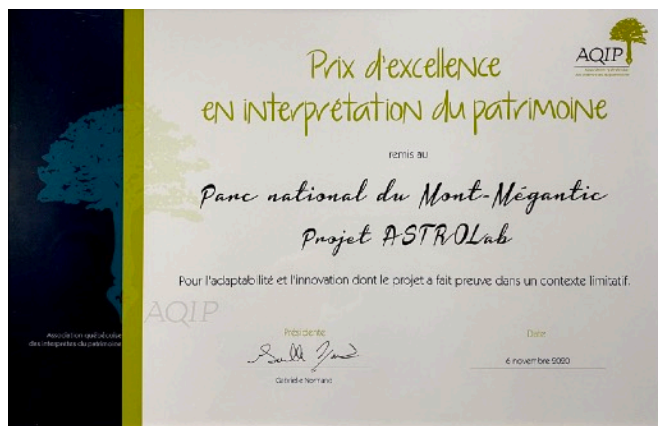 Prix d'excellence
en interprétation du patrimoine
AQIP
remis au
Parc national du Mont-Mégantic
Projet ASTROLab
Pour l'adaptabilité et l'innovation dont le projet a fait preuve dans un contexte limitatif.
AQIP
Association québécoise
des interprètes du patrimoine
Présidente
Gabrielle Normand
Date
6 novembre 2020